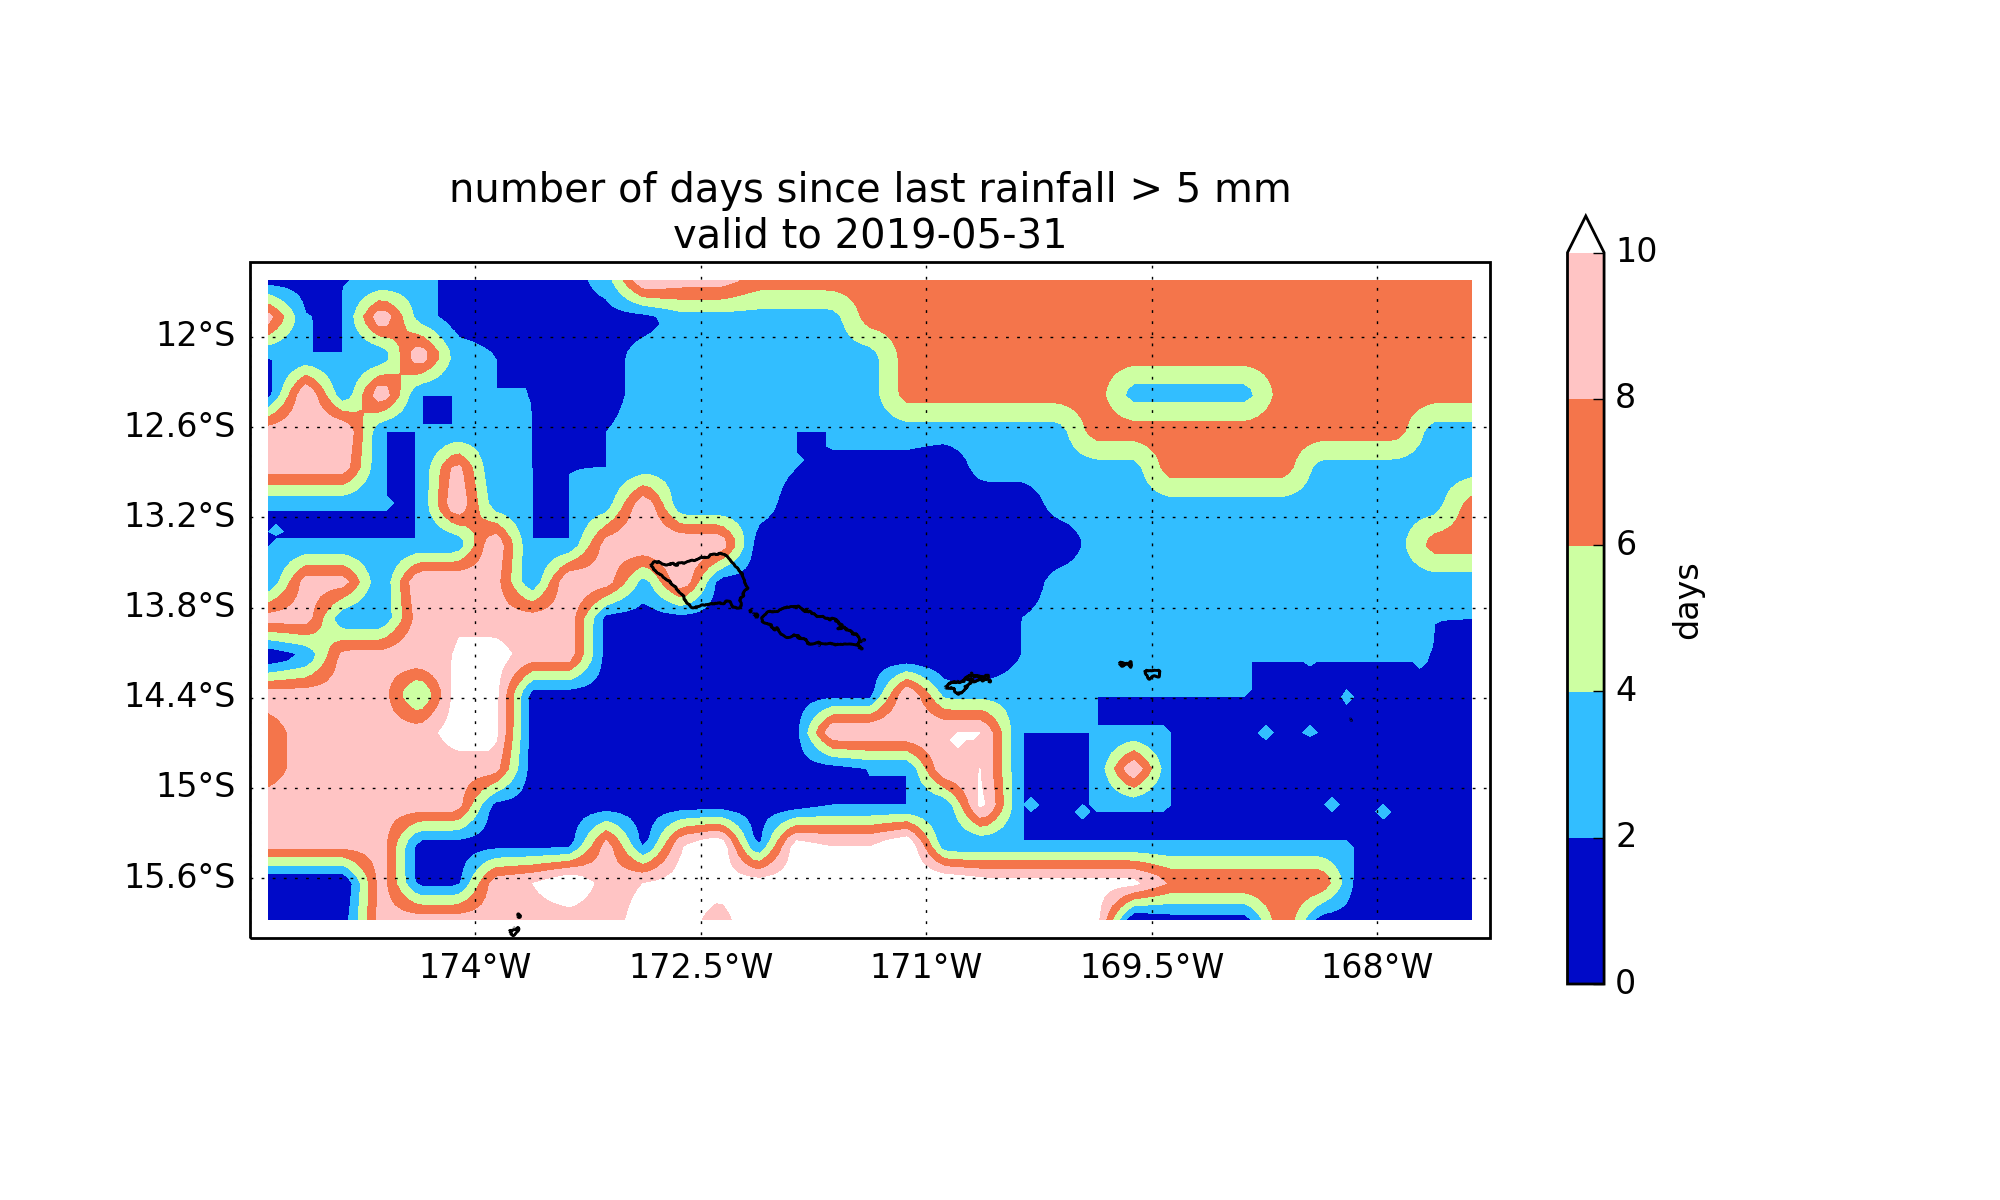 number of days since last rainfall > 5 mm
valid to 2019-05-31
12°S
12.6°S
13.2°S
13.8°S
14.4°S
15°S
15.6°S
174°W
172.5°W
171°W
169.5°W
168°W
10
8
6
4
2
0
days